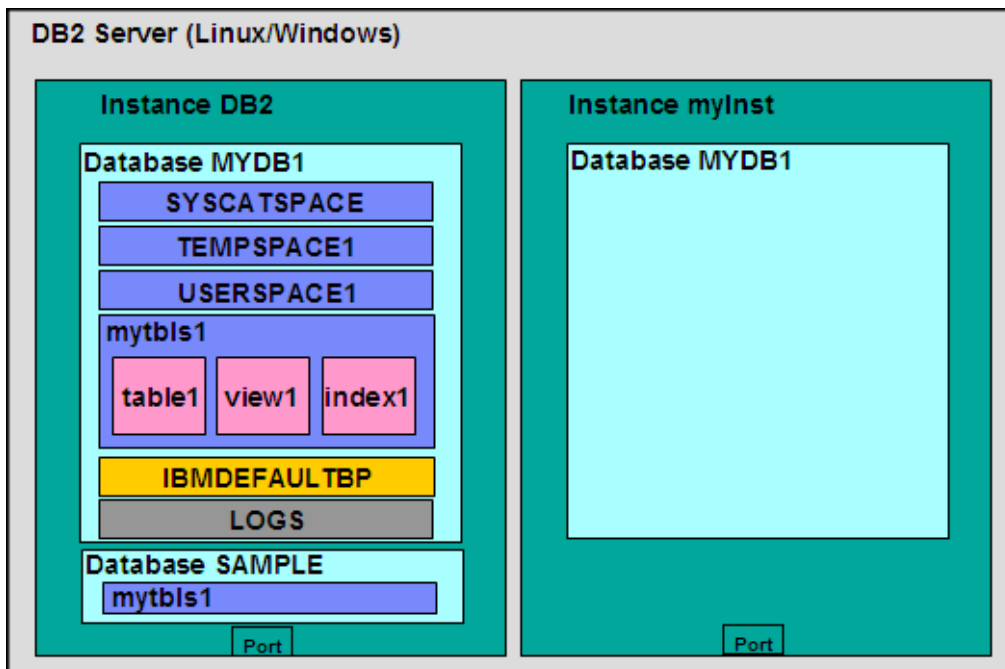 DB2 Server (Linux/Windows)
Instance DB2
Database MYDB1
SYSCATSPACE
TEMPSPACE1
USERSPACE1
mytbls1
table1
view1
index1
IBMDEFAULTBP
LOGS
Database SAMPLE
mytbls1
Port
Instance myInst
Database MYDB1
Port